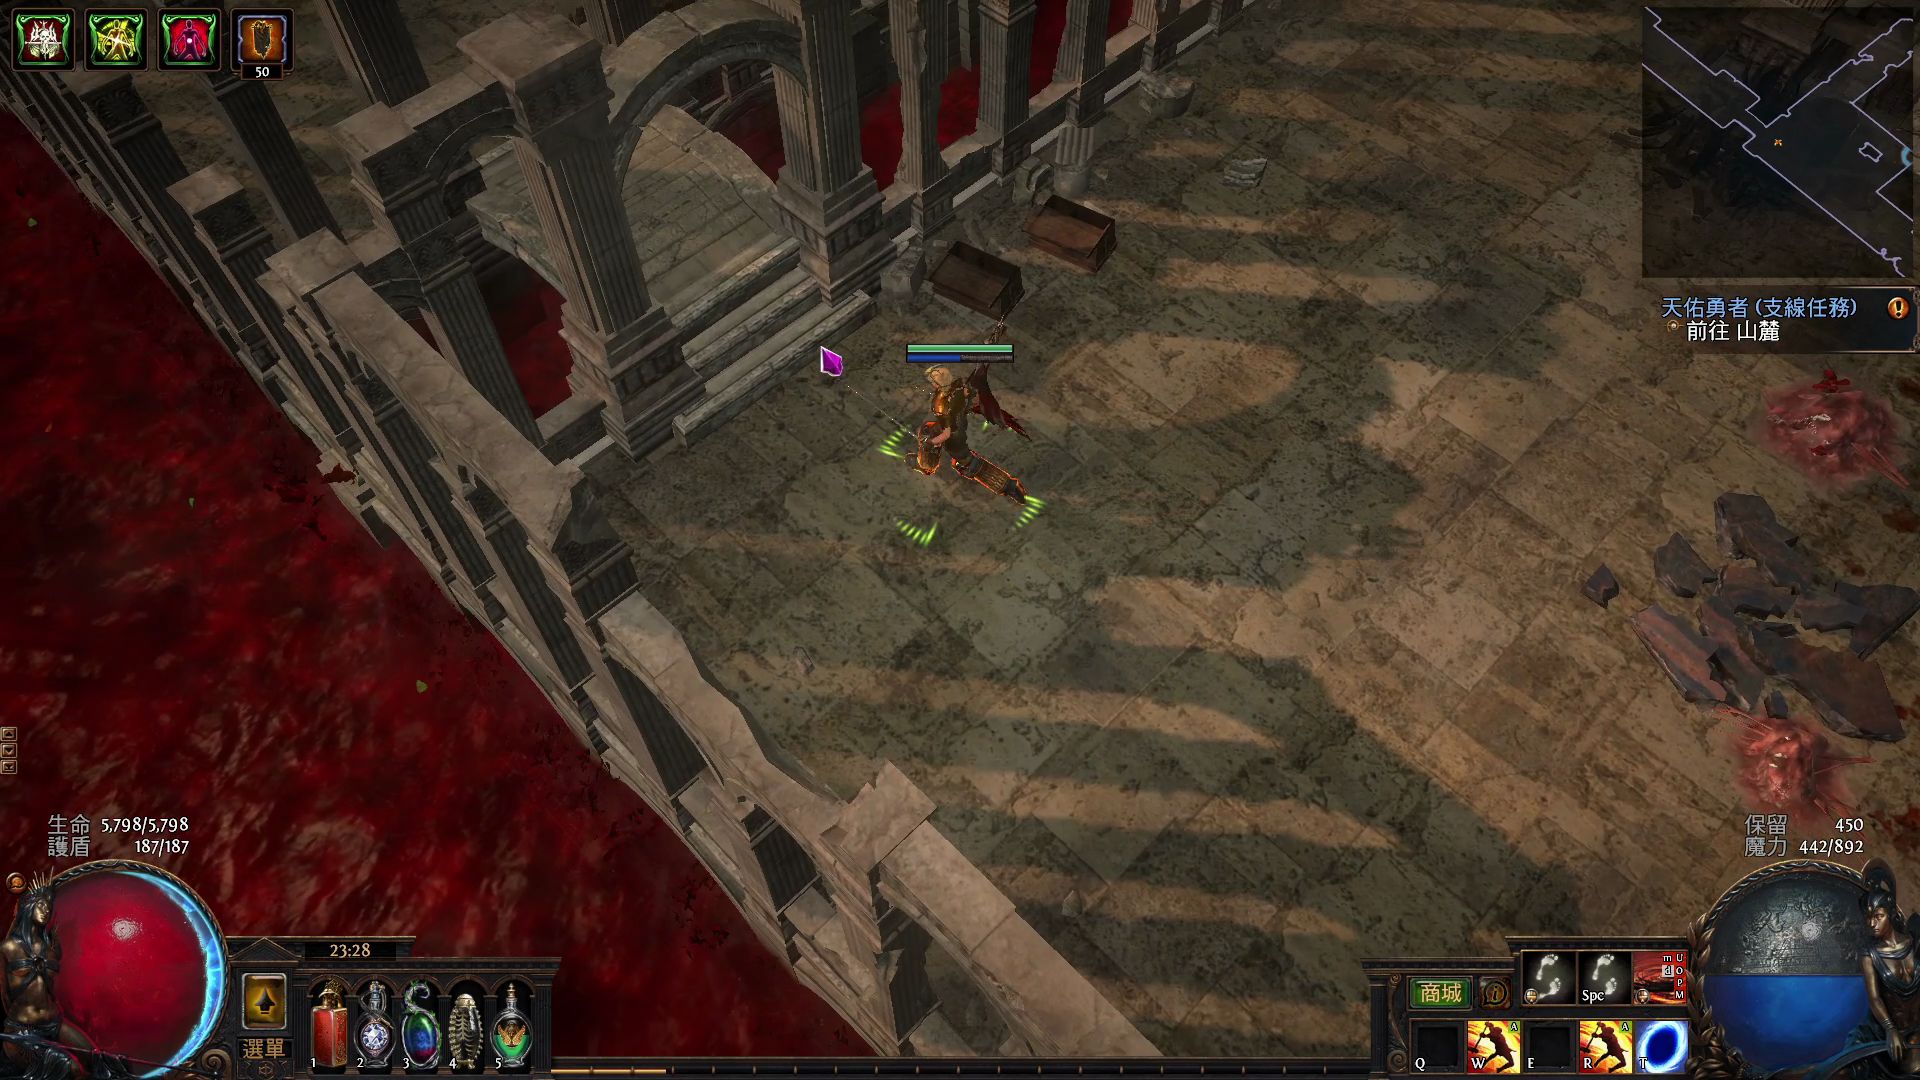 50
天佑勇者 (支線任務)
前往 山麓
生命 5,798/5,798
護盾 187/187
保留 450
魔力 442/892
23:28
選單
1 2 3 4 5
商城
Spc
m U
d O
P
M
Q W A E R A T